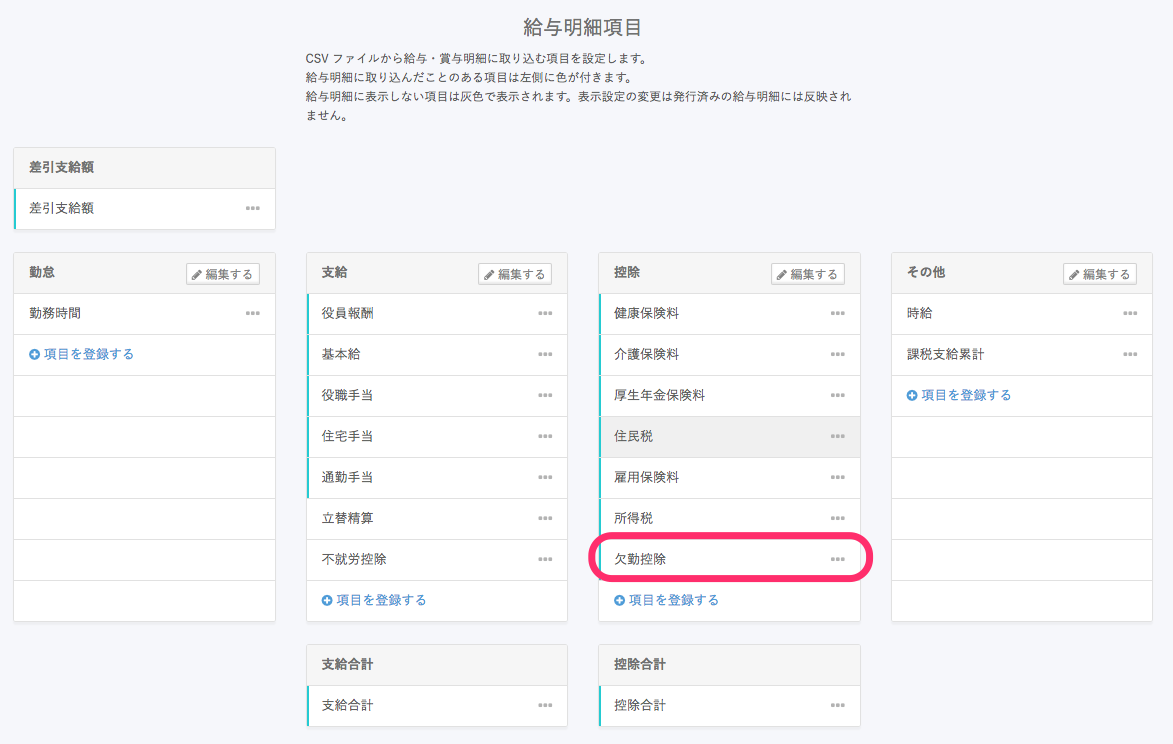 給与明細項目
CSV ファイルから給与・賞与明細に取り込む項目を設定します。
給与明細に取り込んだことのある項目は左側に色が付きます。
給与明細に表示しない項目は灰色で表示されます。表示設定の変更は発行済みの給与明細には反映され
ません。
差引支給額
差引支給額
勤怠
編集する
勤務時間
項目を登録する
支給
編集する
役員報酬
基本給
役職手当
住宅手当
通勤手当
立替精算
不就労控除
項目を登録する
控除
編集する
健康保険料
介護保険料
厚生年金保険料
住民税
雇用保険料
所得税
欠勤控除
項目を登録する
その他
編集する
時給
課税支給累計
項目を登録する
支給合計
支給合計
控除合計
控除合計